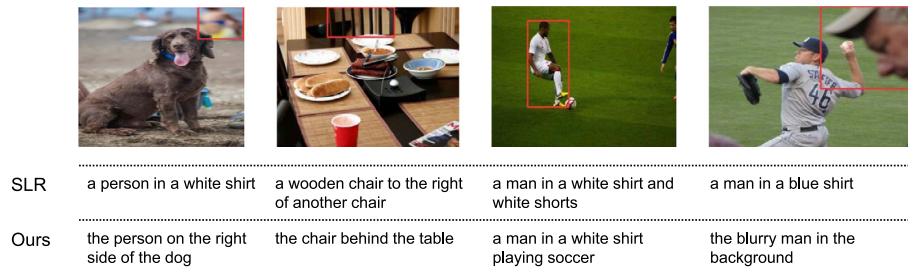 46
SLR
a person in a white shirt
a wooden chair to the right
of another chair
a man in a white shirt and
white shorts
a man in a blue shirt
Ours
the person on the right
side of the dog
the chair behind the table
a man in a white shirt
playing soccer
the blurry man in the
background